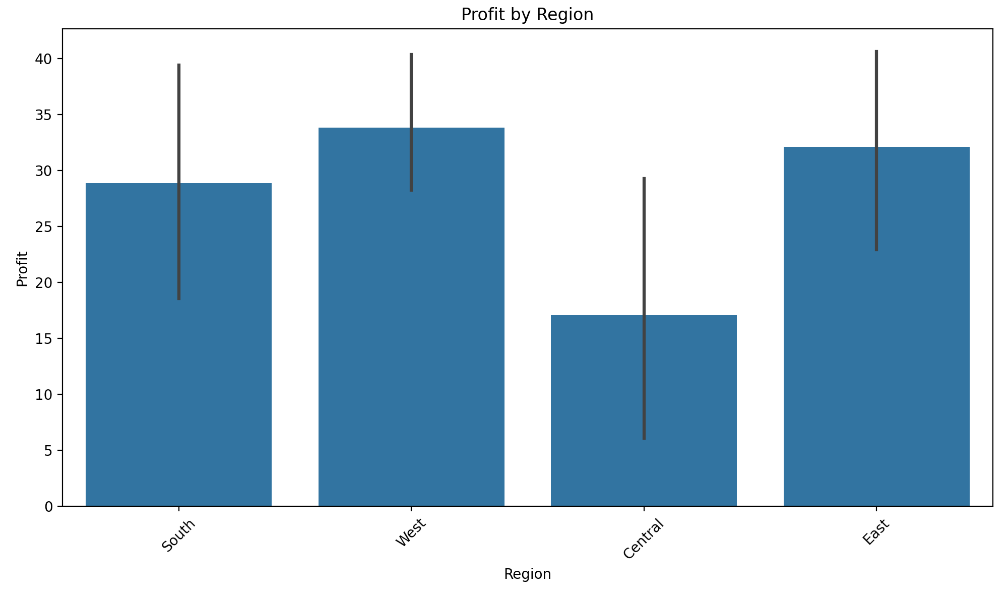 Profit by Region
40
35
30
25
20
15
10
5
0
Profit
South
West
Central
East
Region